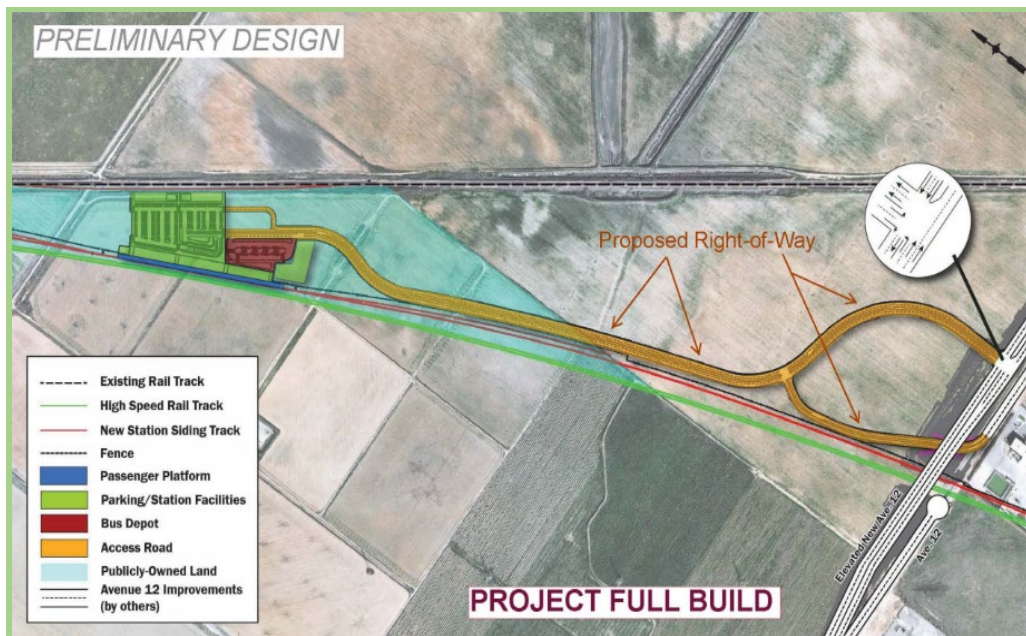 PRELIMINARY DESIGN
Proposed Right-of-Way
Existing Rail Track
High Speed Rail Track
New Station Siding Track
Fence
Passenger Platform
Parking/Station Facilities
Bus Depot
Access Road
Publicly-Owned Land
Avenue 12 Improvements
(by others)
Elevated New Ave. 12
Ave. 12
PROJECT FULL BUILD